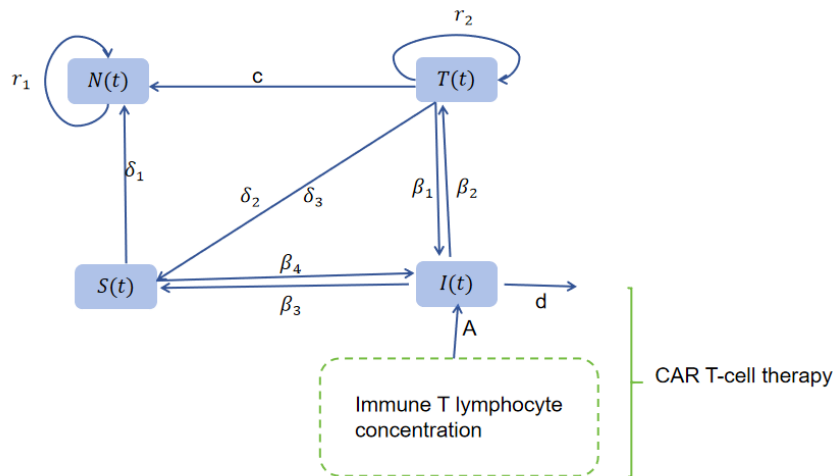 r₂
r₁
N(t)
c
T(t)
δ₁
δ₂
δ₃
β₁
β₂
S(t)
β₄
β₃
I(t)
d
A
CAR T-cell therapy
Immune T lymphocyte
concentration